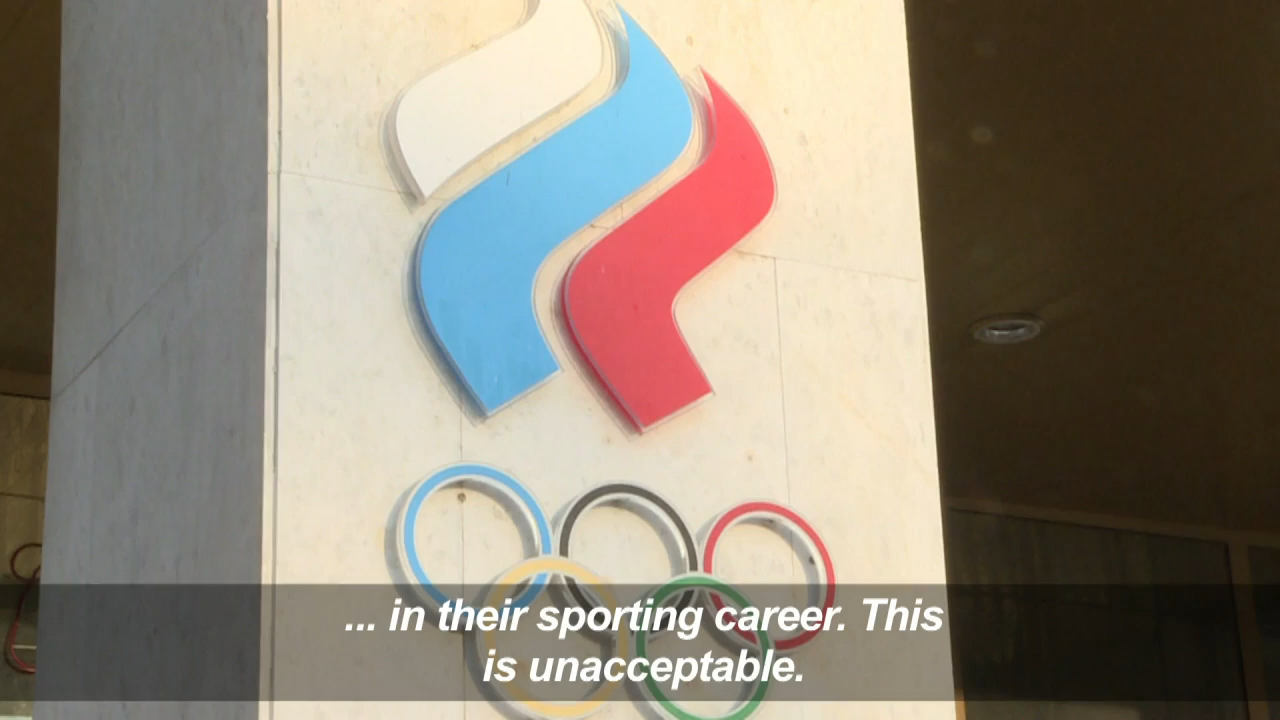 ... in their sporting career. This
is unacceptable.